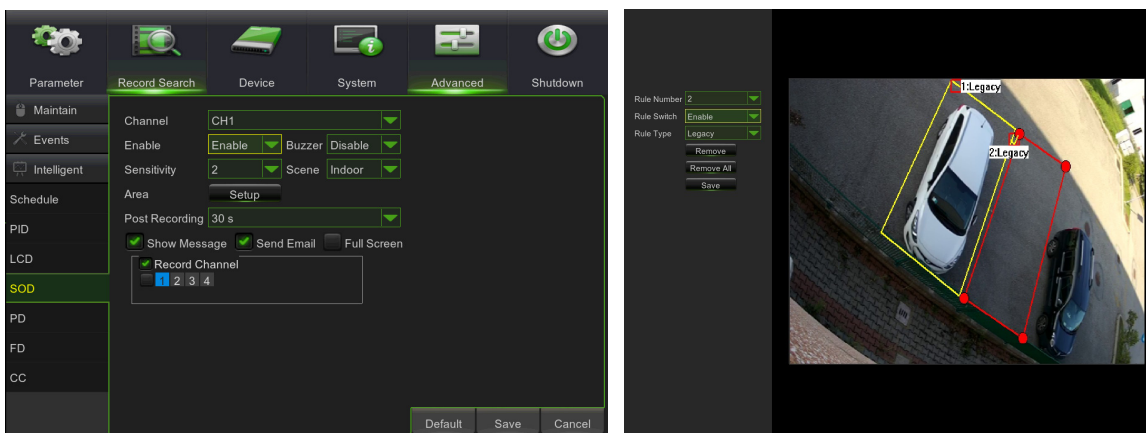 Parameter Record Search Device System Advanced Shutdown
Maintain
Events
Intelligent
Schedule
PID
LCD
SOD
PD
FD
CC
Channel CH1
Enable Enable Buzzer Disable
Sensitivity 2 Scene Indoor
Area Setup
Post Recording 30 s
Show Message Send Email Full Screen
Record Channel
1 2 3 4
Default Save Cancel
Rule Number 2
Rule Switch Enable
Rule Type Legacy
Remove
Remove All
Save
1:Legacy
2:Legacy